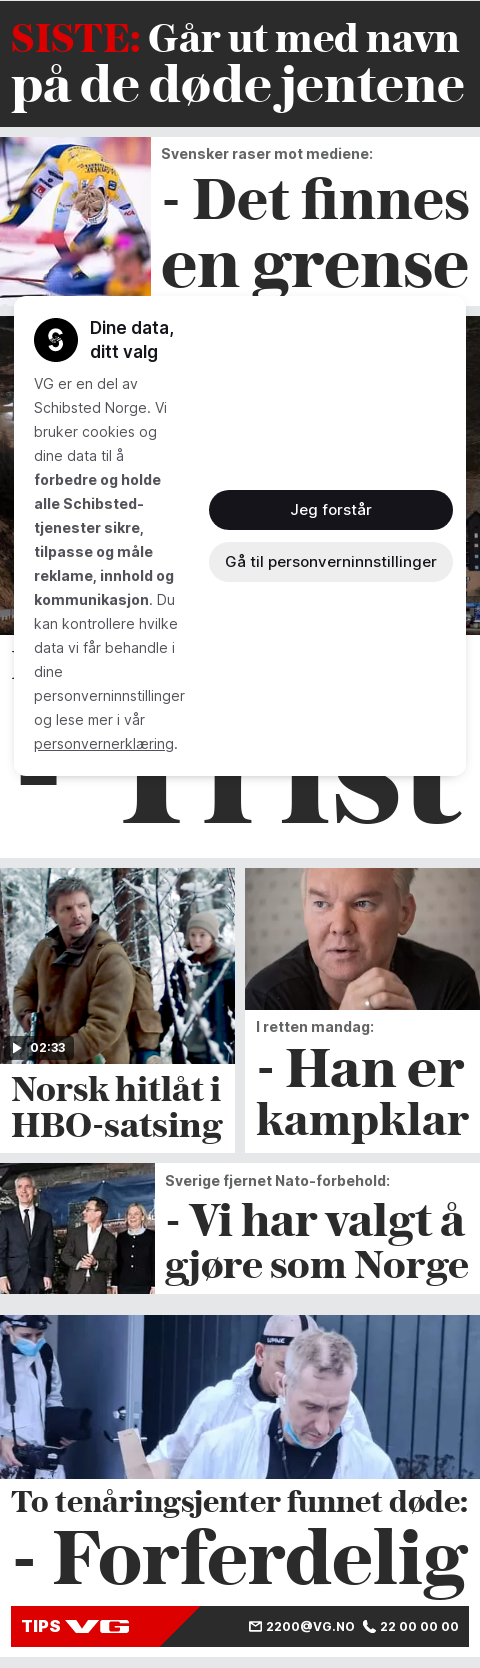 SISTE: Går ut med navn
på de døde jentene
Svensker raser mot mediene:
- Det finnes
en grense
Dine data,
ditt valg
VG er en del av
Schibsted Norge. Vi
bruker cookies og
dine data til å
forbedre og holde
alle Schibsted-
tjenester sikre,
tilpasse og måle
reklame, innhold og
kommunikasjon. Du
kan kontrollere hvilke
data vi får behandle i
dine
personverninnstillinger
og lese mer i vår
personvernerklæring.
Jeg forstår
Gå til personverninnstillinger
- Trist
02:33
Norsk hitlåt i
HBO-satsing
I retten mandag:
- Han er
kampklar
Sverige fjernet Nato-forbehold:
- Vi har valgt å
gjøre som Norge
To tenåringsjenter funnet døde:
- Forferdelig
TIPS VG 2200@VG.NO 22 00 00 00